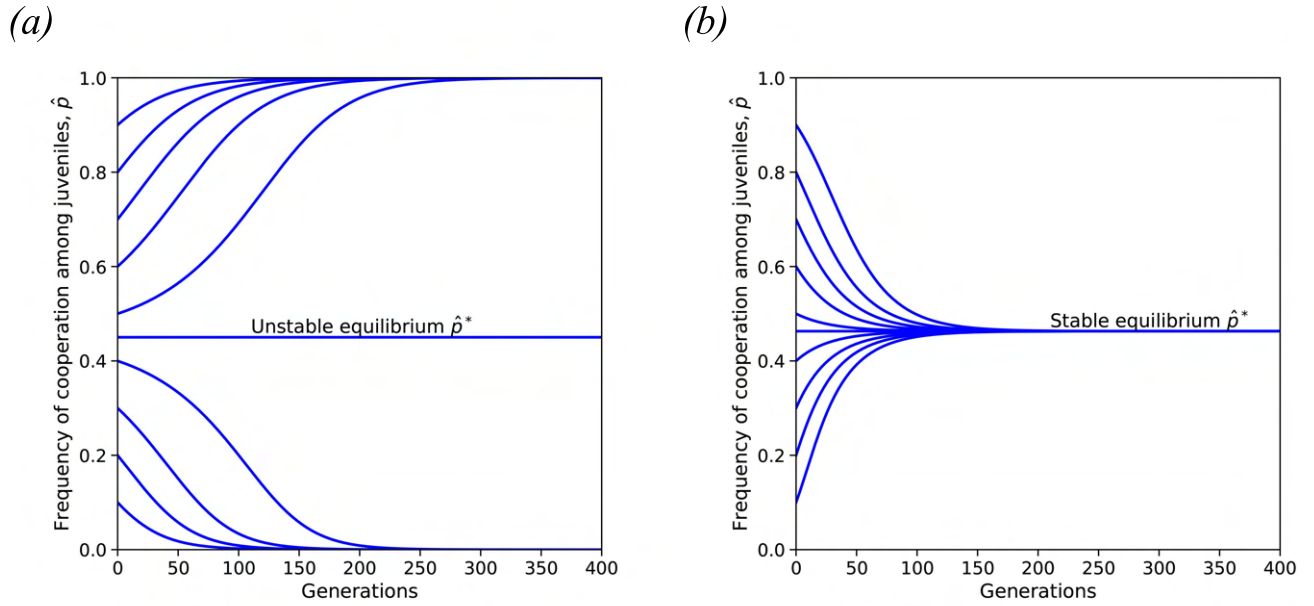 (a)
Frequency of cooperation among juveniles, p̂
1.0
0.8
0.6
0.4
0.2
0.0
Unstable equilibrium p̂*
0 50 100 150 200 250 300 350 400
Generations
(b)
Frequency of cooperation among juveniles, p̂
1.0
0.8
0.6
0.4
0.2
0.0
Stable equilibrium p̂*
0 50 100 150 200 250 300 350 400
Generations